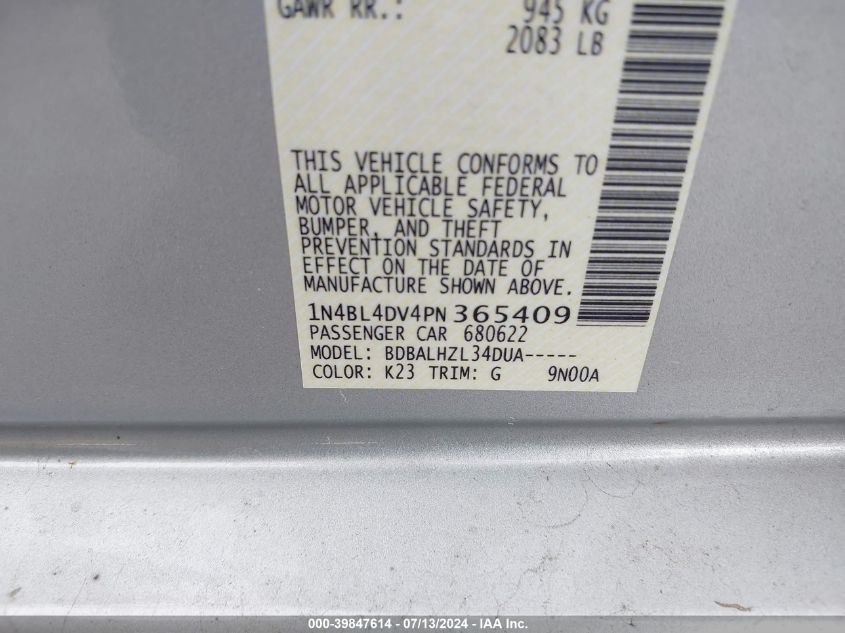 GAWR RR.: 945 KG
2083 LB
THIS VEHICLE CONFORMS TO
ALL APPLICABLE FEDERAL
MOTOR VEHICLE SAFETY,
BUMPER, AND THEFT
PREVENTION STANDARDS IN
EFFECT ON THE DATE OF
MANUFACTURE SHOWN ABOVE.
1N4BL4DV4PN365409
PASSENGER CAR 680622
MODEL: BDBALHZL34DUA-----
COLOR: K23 TRIM: G 9N00A
000-39847614 - 07/13/2024 - IAA Inc.